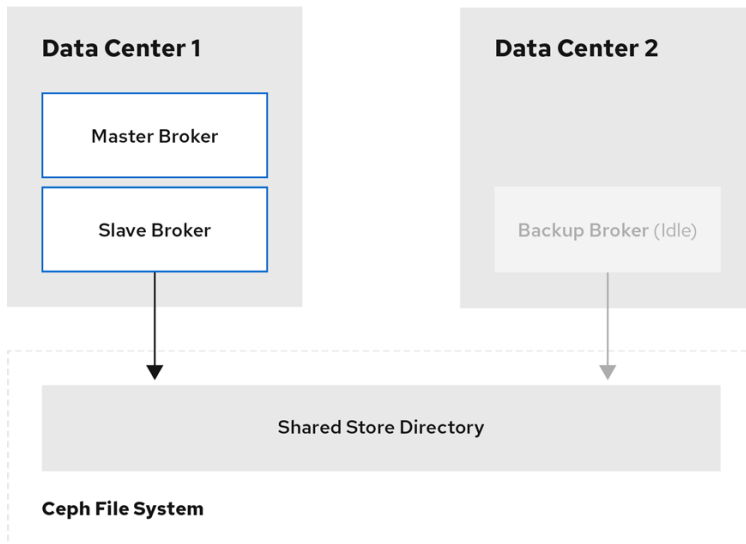 Data Center 1
Data Center 2
Master Broker
Slave Broker
Backup Broker (Idle)
Shared Store Directory
Ceph File System